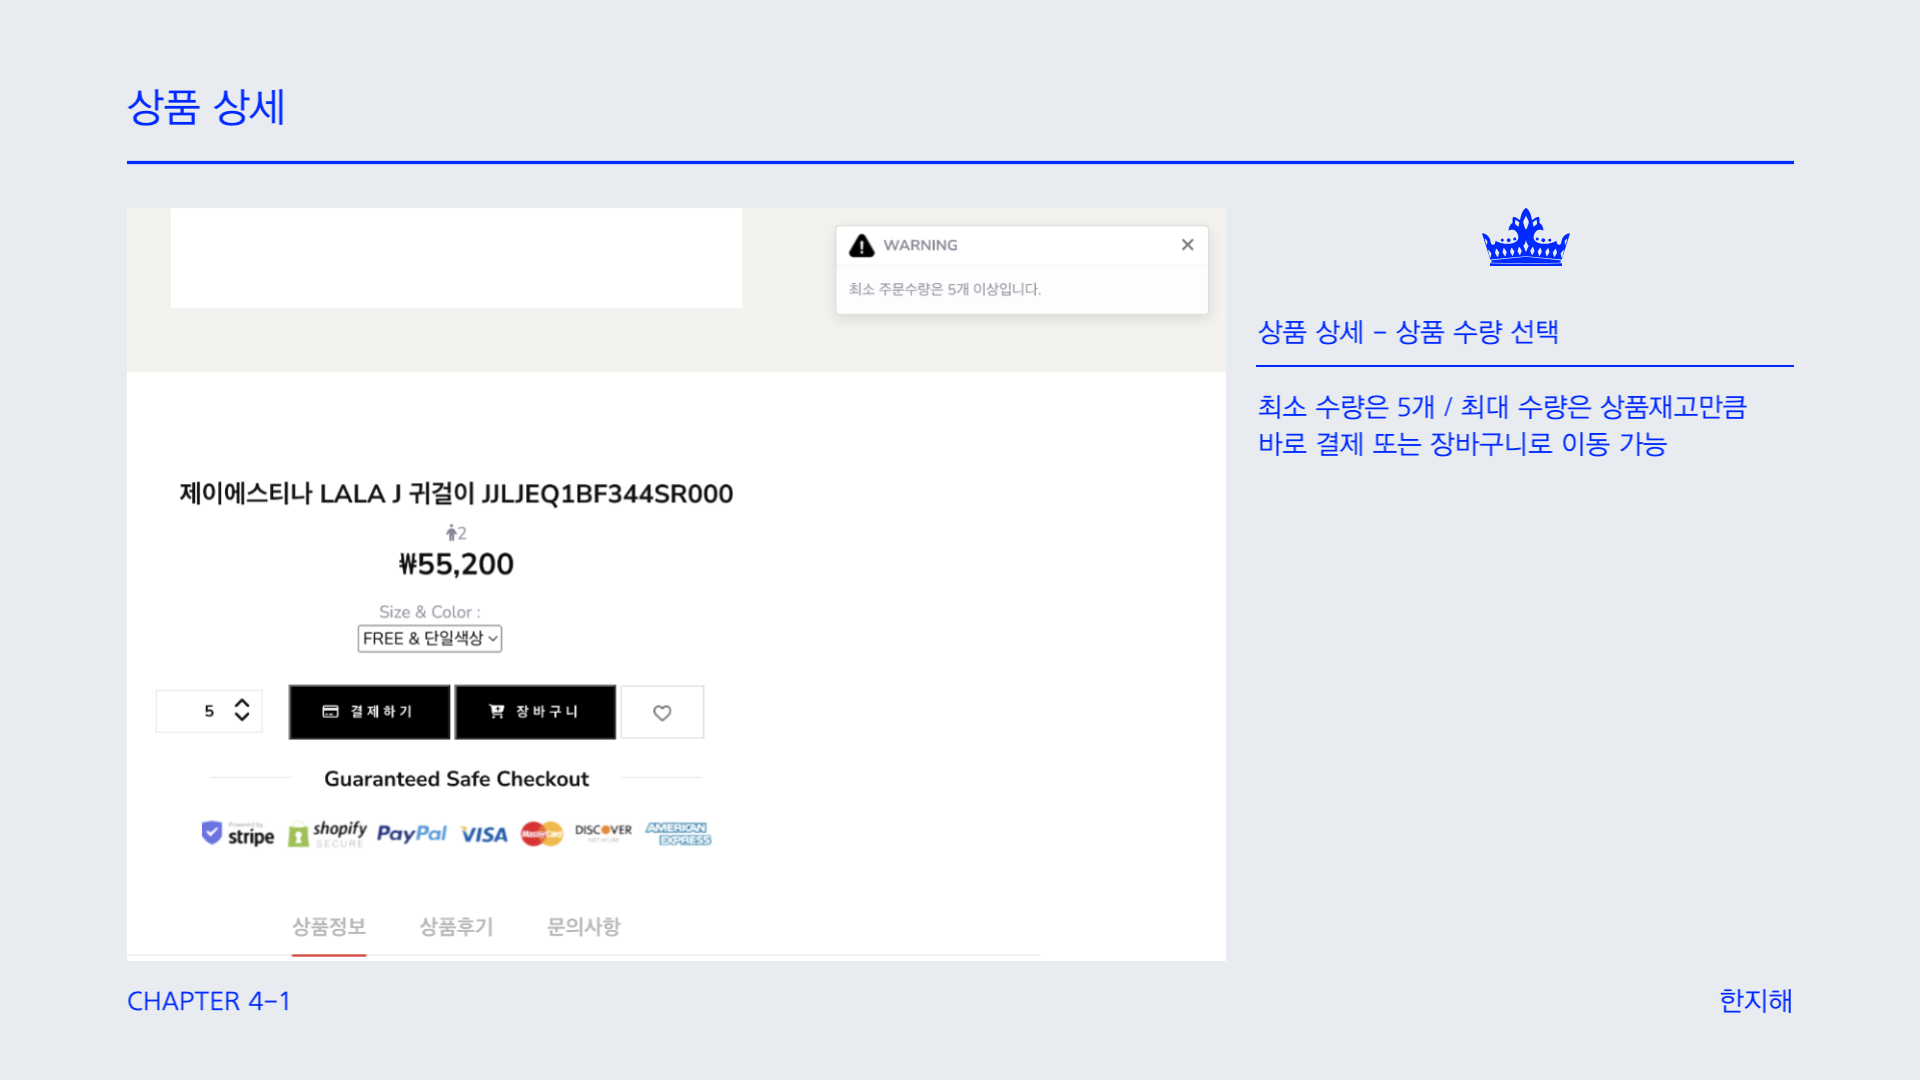 상품 상세
WARNING
최소 주문수량은 5개 이상입니다.
상품 상세 – 상품 수량 선택
최소 수량은 5개 / 최대 수량은 상품재고만큼
바로 결제 또는 장바구니로 이동 가능
제이에스티나 LALA J 귀걸이 JJLJEQ1BF344SR000
2
₩55,200
Size & Color :
FREE & 단일색상
5
결제하기
장바구니
Guaranteed Safe Checkout
Powered by
stripe
shopify
SECURE
PayPal
VISA
MasterCard
DISCOVER
NETWORK
AMERICAN
EXPRESS
상품정보 상품후기 문의사항
CHAPTER 4–1
한지해